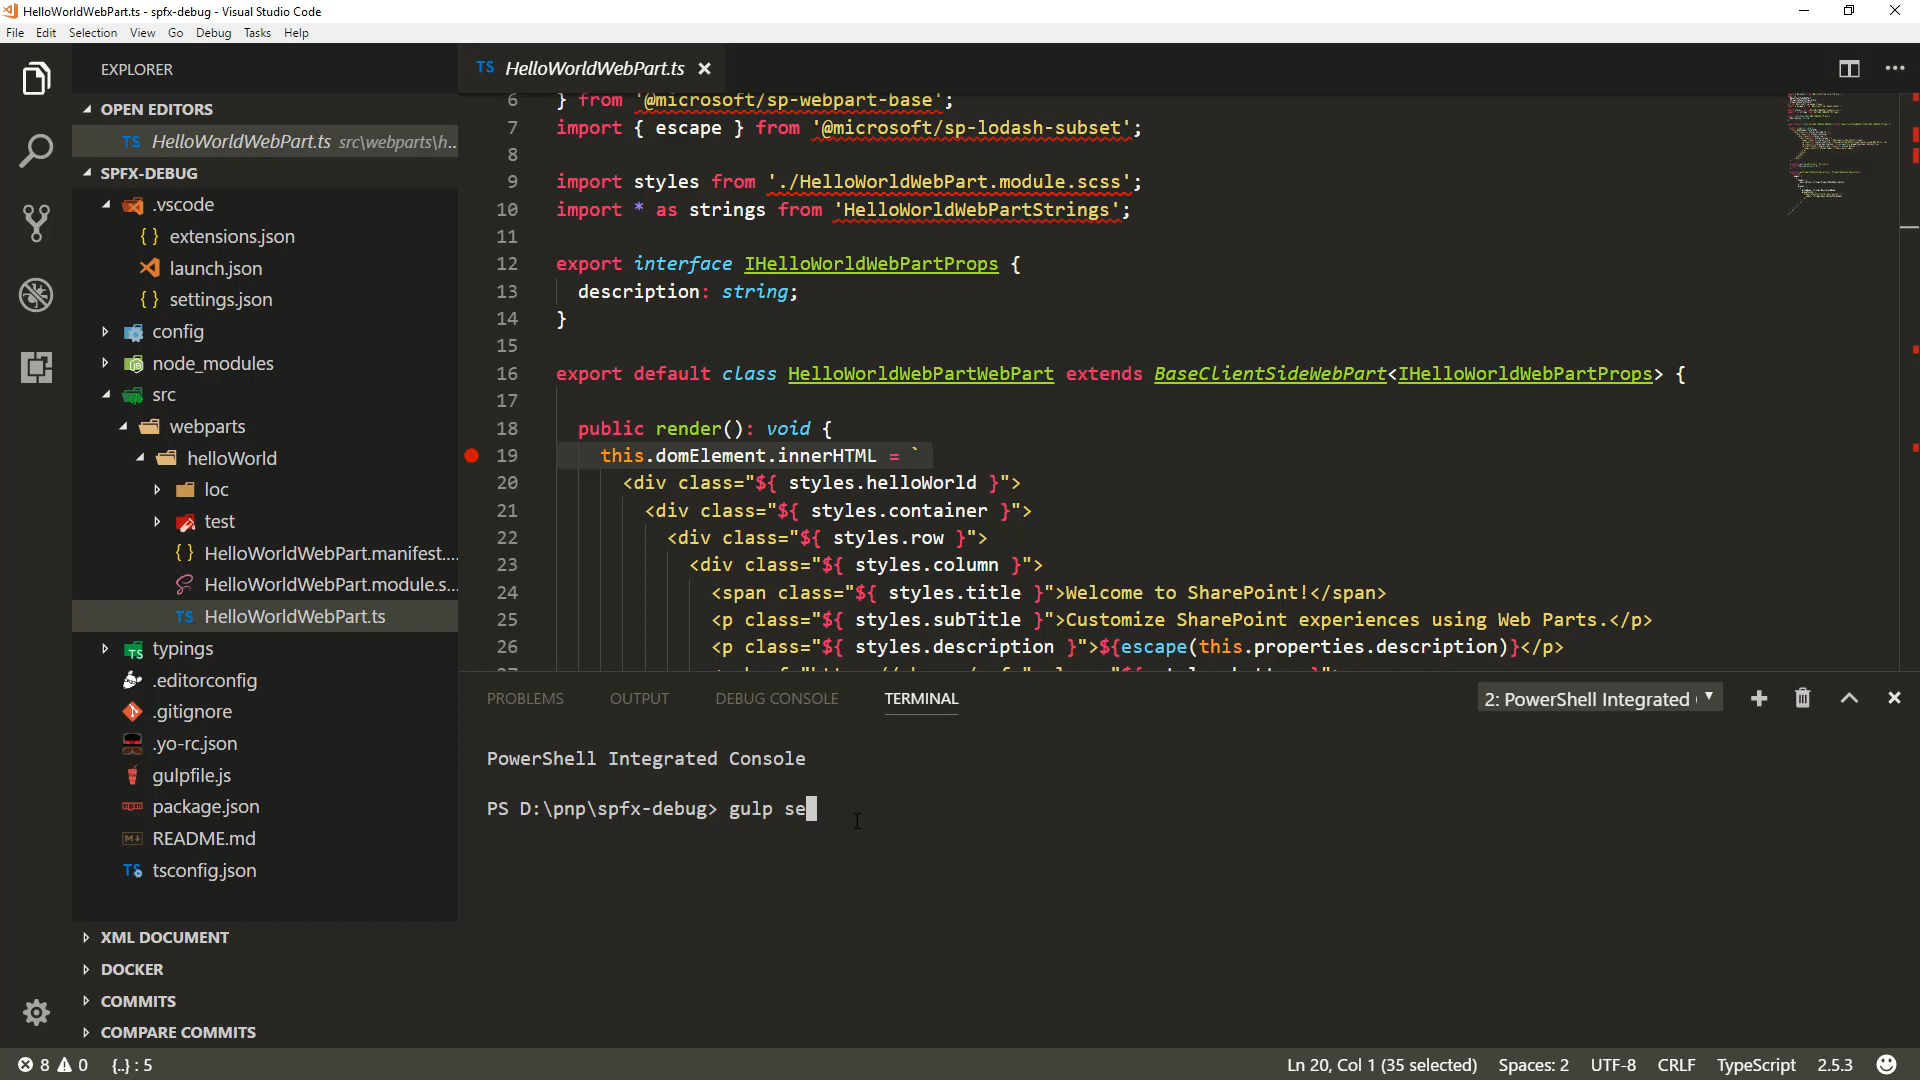 HelloWorldWebPart.ts - spfx-debug - Visual Studio Code
File Edit Selection View Go Debug Tasks Help
EXPLORER
OPEN EDITORS
TS HelloWorldWebPart.ts src\webparts\h...
SPFX-DEBUG
.vscode
{ } extensions.json
launch.json
{ } settings.json
config
node_modules
src
webparts
helloWorld
loc
test
{ } HelloWorldWebPart.manifest....
HelloWorldWebPart.module.s...
TS HelloWorldWebPart.ts
TS typings
.editorconfig
.gitignore
.yo-rc.json
gulpfile.js
npm package.json
M README.md
TS tsconfig.json
XML DOCUMENT
DOCKER
COMMITS
COMPARE COMMITS
TS HelloWorldWebPart.ts
6 } from '@microsoft/sp-webpart-base';
7 import { escape } from '@microsoft/sp-lodash-subset';
8
9 import styles from './HelloWorldWebPart.module.scss';
10 import * as strings from 'HelloWorldWebPartStrings';
11
12 export interface IHelloWorldWebPartProps {
13 description: string;
14 }
15
16 export default class HelloWorldWebPartWebPart extends BaseClientSideWebPart<IHelloWorldWebPartProps> {
17
18 public render(): void {
19 this.domElement.innerHTML = `
20 <div class="${ styles.helloWorld }">
21 <div class="${ styles.container }">
22 <div class="${ styles.row }">
23 <div class="${ styles.column }">
24 <span class="${ styles.title }">Welcome to SharePoint!</span>
25 <p class="${ styles.subTitle }">Customize SharePoint experiences using Web Parts.</p>
26 <p class="${ styles.description }">${escape(this.properties.description)}</p>
PROBLEMS OUTPUT DEBUG CONSOLE TERMINAL 2: PowerShell Integrated
PowerShell Integrated Console
PS D:\pnp\spfx-debug> gulp se
8 0 {..} : 5 Ln 20, Col 1 (35 selected) Spaces: 2 UTF-8 CRLF TypeScript 2.5.3